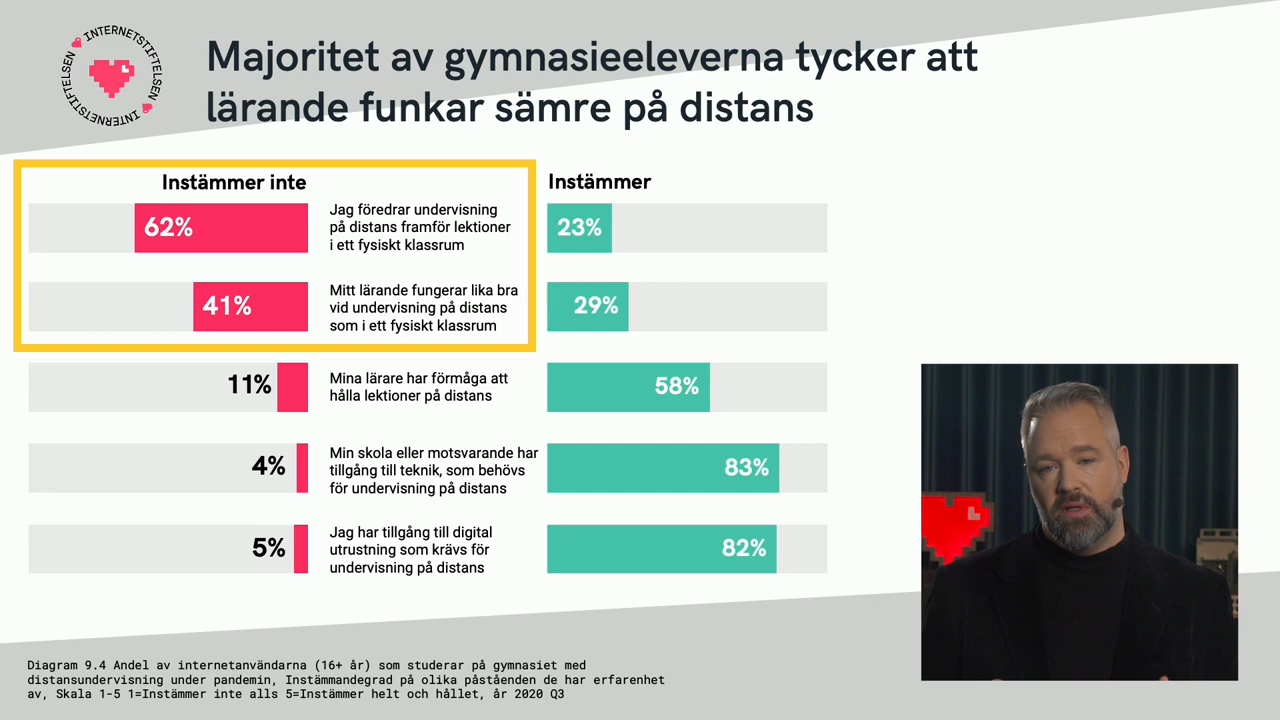 INTERNETSTIFTELSEN INTERNETSTIFTELSEN
Majoritet av gymnasieeleverna tycker att
lärande funkar sämre på distans
Instämmer inte
Instämmer
62%
Jag föredrar undervisning
på distans framför lektioner
i ett fysiskt klassrum
23%
41%
Mitt lärande fungerar lika bra
vid undervisning på distans
som i ett fysiskt klassrum
29%
11%
Mina lärare har förmåga att
hålla lektioner på distans
58%
4%
Min skola eller motsvarande har
tillgång till teknik, som behövs
för undervisning på distans
83%
5%
Jag har tillgång till digital
utrustning som krävs för
undervisning på distans
82%
Diagram 9.4 Andel av internetanvändarna (16+ år) som studerar på gymnasiet med
distansundervisning under pandemin, Instämmandegrad på olika påståenden de har erfarenhet
av, Skala 1-5 1=Instämmer inte alls 5=Instämmer helt och hållet, år 2020 Q3